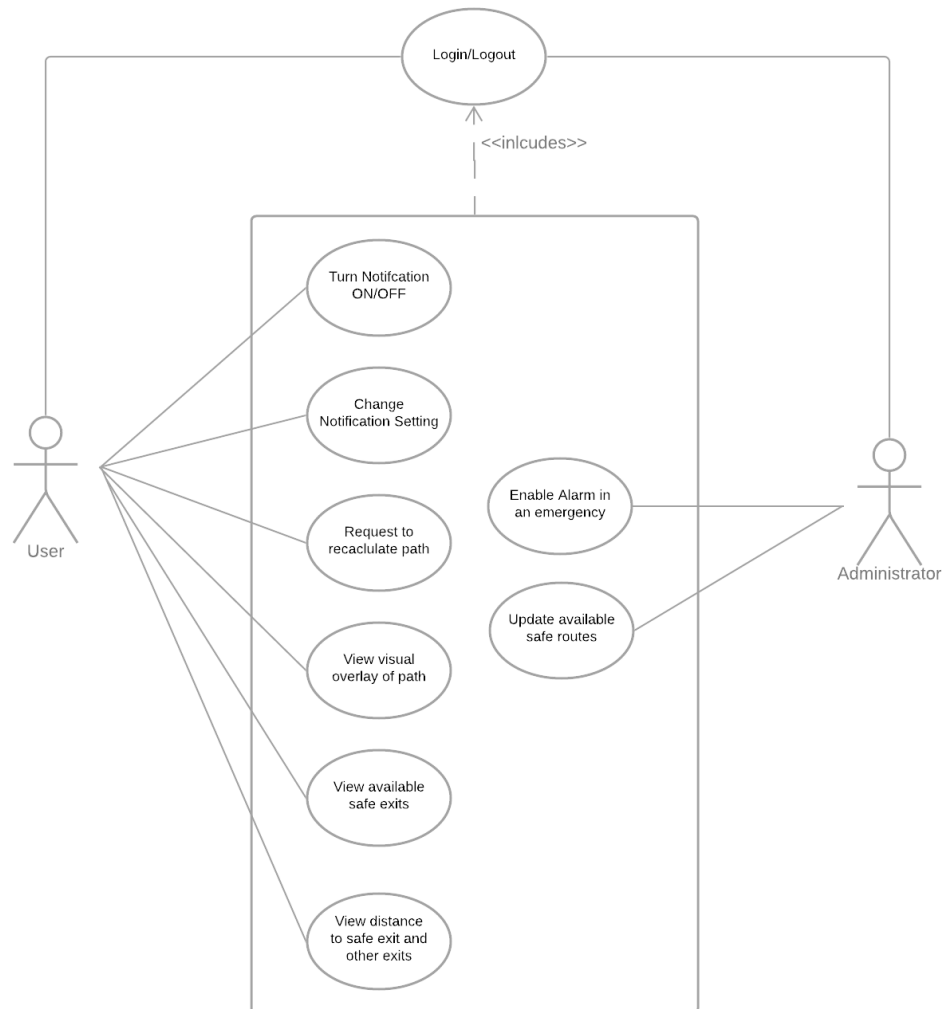 Login/Logout
<<inlcudes>>
Turn Notifcation
ON/OFF
Change
Notification Setting
Enable Alarm in
an emergency
Request to
recaclulate path
User
Administrator
Update available
safe routes
View visual
overlay of path
View available
safe exits
View distance
to safe exit and
other exits